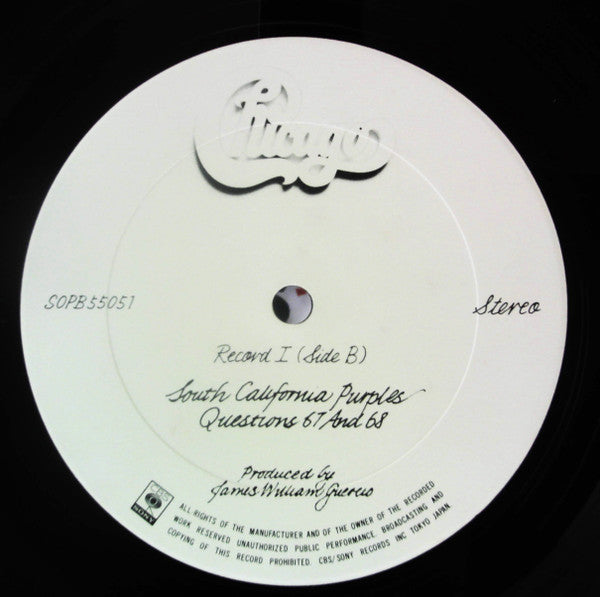 Chicago
SOPB55051
Stereo
Record I (Side B)
South California Purples
Questions 67 And 68
Produced by
James William Guercio
CBS
SONY
ALL RIGHTS OF THE MANUFACTURER AND OF THE OWNER OF THE RECORDED
WORK RESERVED UNAUTHORIZED PUBLIC PERFORMANCE. BROADCASTING AND
COPYING OF THIS RECORD PROHIBITED. CBS/SONY RECORDS INC TOKYO JAPAN